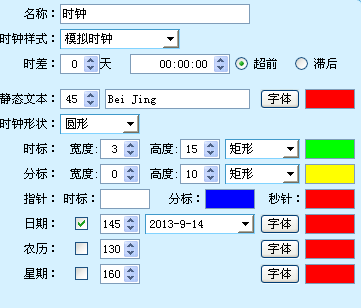 名称：时钟
时钟样式：模拟时钟
时差：0天 00:00:00 超前 滞后
静态文本：45 Bei Jing 字体
时钟形状：圆形
时标： 宽度：3 高度：15 矩形
分标： 宽度：0 高度：10 矩形
指针： 时标： 分标： 秒针：
日期： 145 2013-9-14 字体
农历： 130 字体
星期： 160 字体